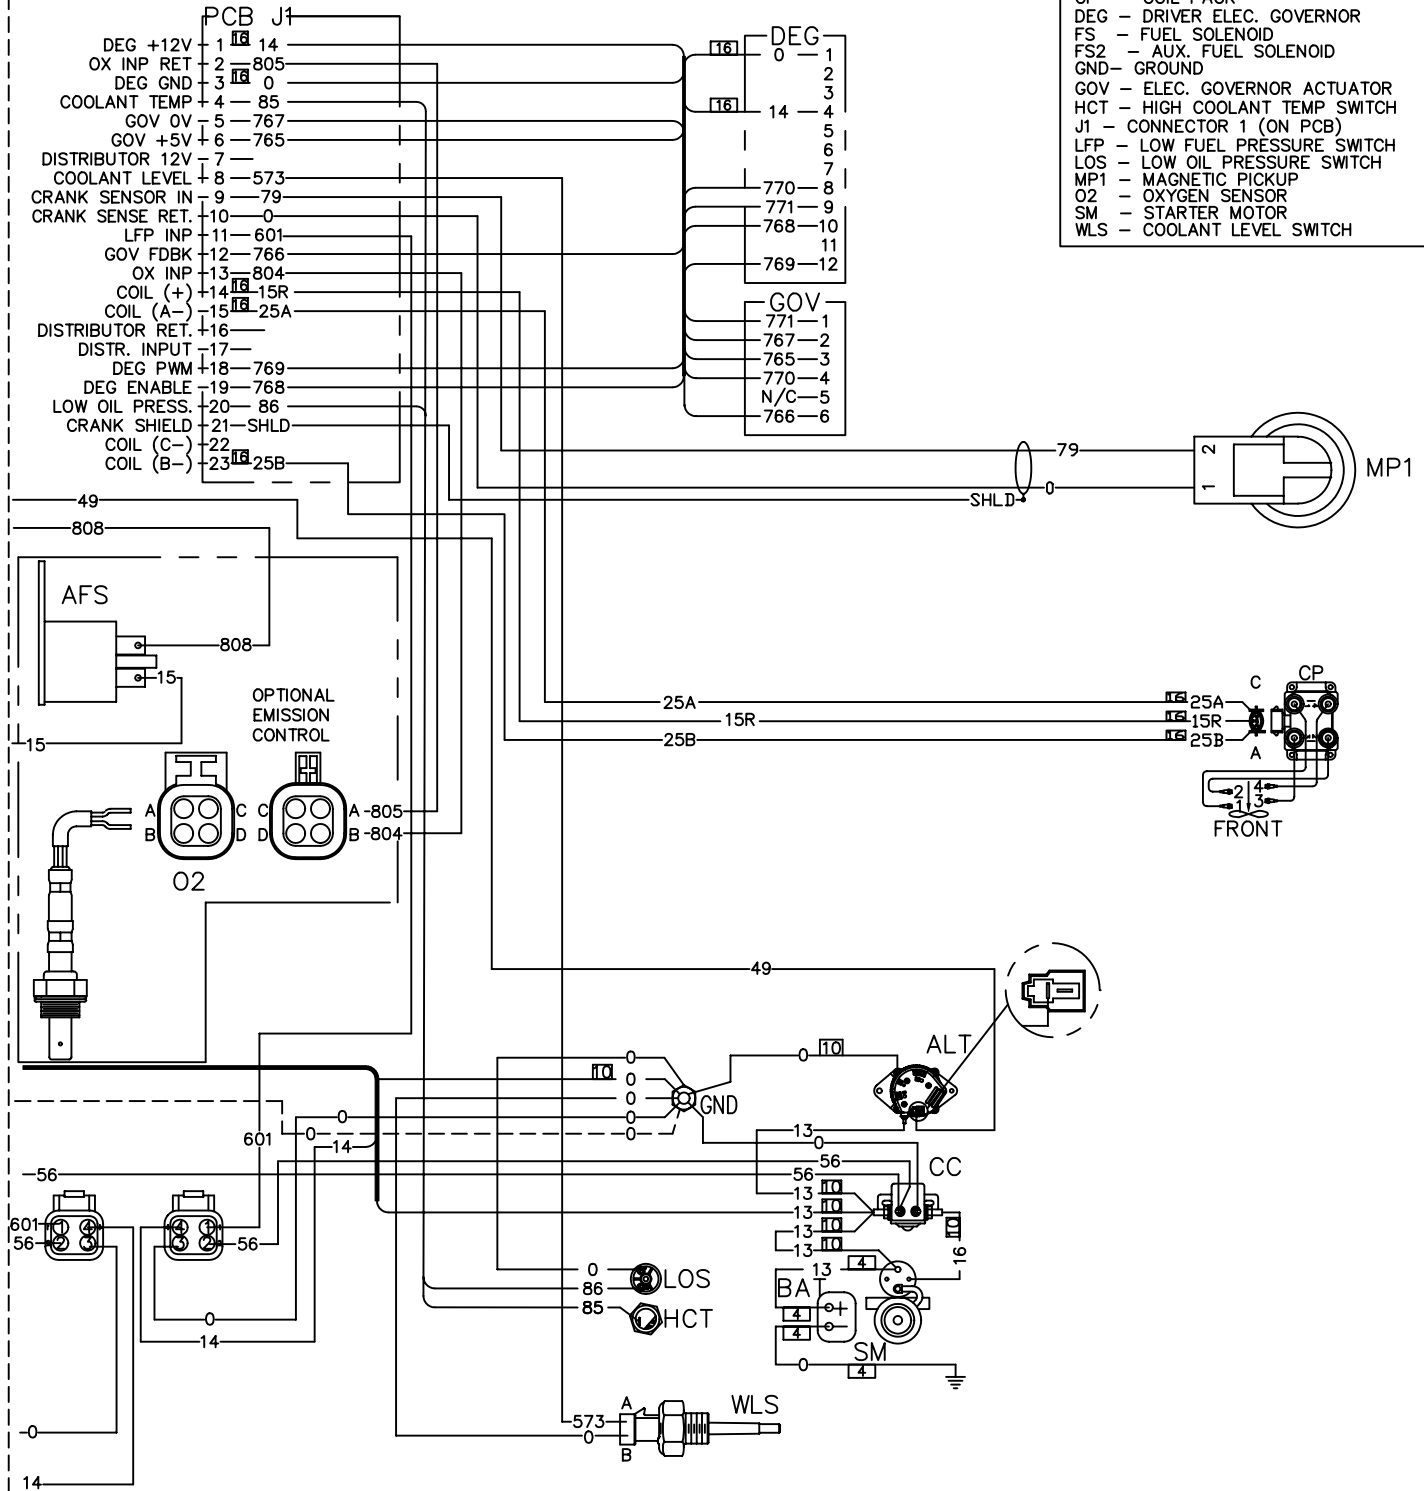 PCB J1
DEG +12V 1 16 14
OX INP RET 2 805
DEG GND 3 16 0
COOLANT TEMP 4 85
GOV 0V 5 767
GOV +5V 6 765
DISTRIBUTOR 12V 7
COOLANT LEVEL 8 573
CRANK SENSOR IN 9 79
CRANK SENSE RET. 10 0
LFP INP 11 601
GOV FDBK 12 766
OX INP 13 804
COIL (+) 14 16 15R
COIL (A-) 15 16 25A
DISTRIBUTOR RET. 16
DISTR. INPUT 17
DEG PWM 18 769
DEG ENABLE 19 768
LOW OIL PRESS. 20 86
CRANK SHIELD 21 SHLD
COIL (C-) 22
COIL (B-) 23 16 25B
DEG
16 0 1
2
3
16 14 4
5
6
7
770 8
771 9
768 10
11
769 12
GOV
771 1
767 2
765 3
770 4
N/C 5
766 6
DEG - DRIVER ELEC. GOVERNOR
FS - FUEL SOLENOID
FS2 - AUX. FUEL SOLENOID
GND- GROUND
GOV - ELEC. GOVERNOR ACTUATOR
HCT - HIGH COOLANT TEMP SWITCH
J1 - CONNECTOR 1 (ON PCB)
LFP - LOW FUEL PRESSURE SWITCH
LOS - LOW OIL PRESSURE SWITCH
MP1 - MAGNETIC PICKUP
O2 - OXYGEN SENSOR
SM - STARTER MOTOR
WLS - COOLANT LEVEL SWITCH
79 2
MP1
0 1
SHLD
49
808
AFS
808
15
15
OPTIONAL
EMISSION
CONTROL
A C C A 805
B D D B 804
O2
C CP
25A 16 25A
15R 16 15R
25B 16 25B
A
2 4
1 3
FRONT
49
ALT
0 10
0
10 0
0
GND
0 0
0 0
601
14
13
0
CC
56
56
56
13 10
13 10
13 10
13 10
10
16
601 1 4
56 2 3
4 1
3 2 56
0
14
0 LOS
86
85 HCT
13 4
BAT
4 +
4 -
SM
0 4
WLS
A
573
0
B
0
14